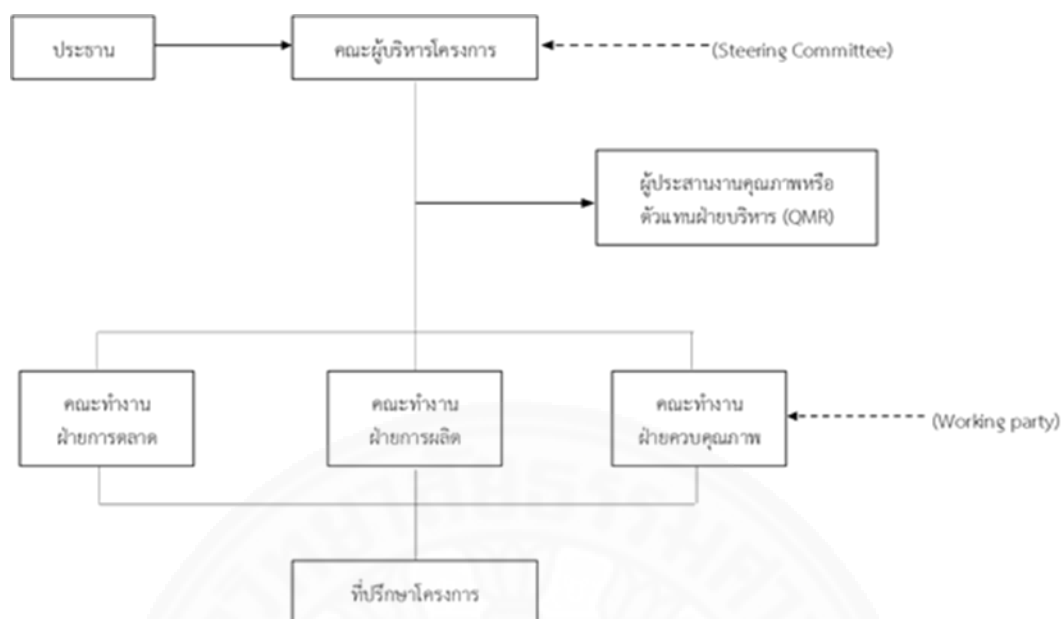 ประธาน
คณะผู้บริหารโครงการ
(Steering Committee)
ผู้ประสานงานคุณภาพหรือ
ตัวแทนฝ่ายบริหาร (QMR)
คณะทำงาน
ฝ่ายการตลาด
คณะทำงาน
ฝ่ายการผลิต
คณะทำงาน
ฝ่ายควบคุณภาพ
(Working party)
ที่ปรึกษาโครงการ